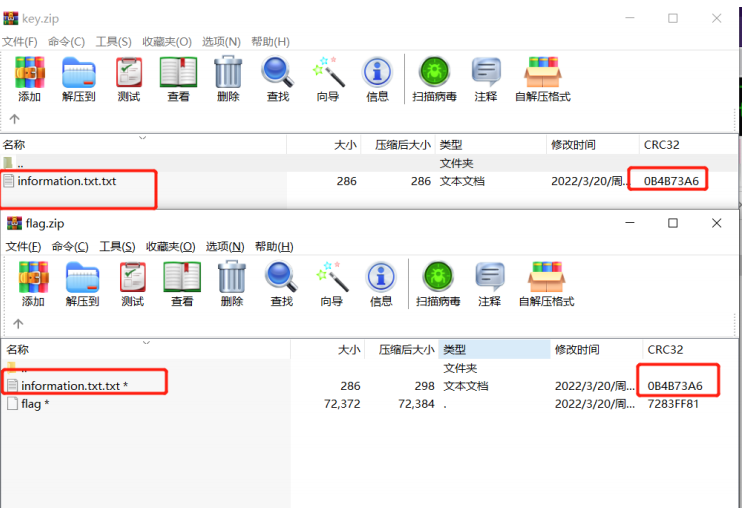 key.zip
文件(F) 命令(C) 工具(S) 收藏夹(O) 选项(N) 帮助(H)
添加 解压到 测试 查看 删除 查找 向导 信息 扫描病毒 注释 自解压格式
名称 大小 压缩后大小 类型 修改时间 CRC32
.. 文件夹
information.txt.txt 286 286 文本文档 2022/3/20/周... 0B4B73A6
flag.zip
文件(F) 命令(C) 工具(S) 收藏夹(O) 选项(N) 帮助(H)
添加 解压到 测试 查看 删除 查找 向导 信息 扫描病毒 注释 自解压格式
名称 大小 压缩后大小 类型 修改时间 CRC32
.. 文件夹
information.txt.txt * 286 298 文本文档 2022/3/20/周... 0B4B73A6
flag * 72,372 72,384 . 2022/3/20/周... 7283FF81